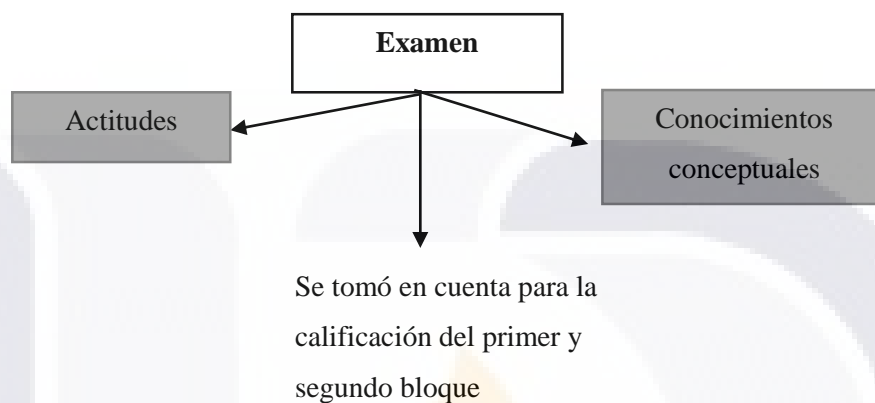 Examen
Actitudes
Conocimientos
conceptuales
Se tomó en cuenta para la
calificación del primer y
segundo bloque